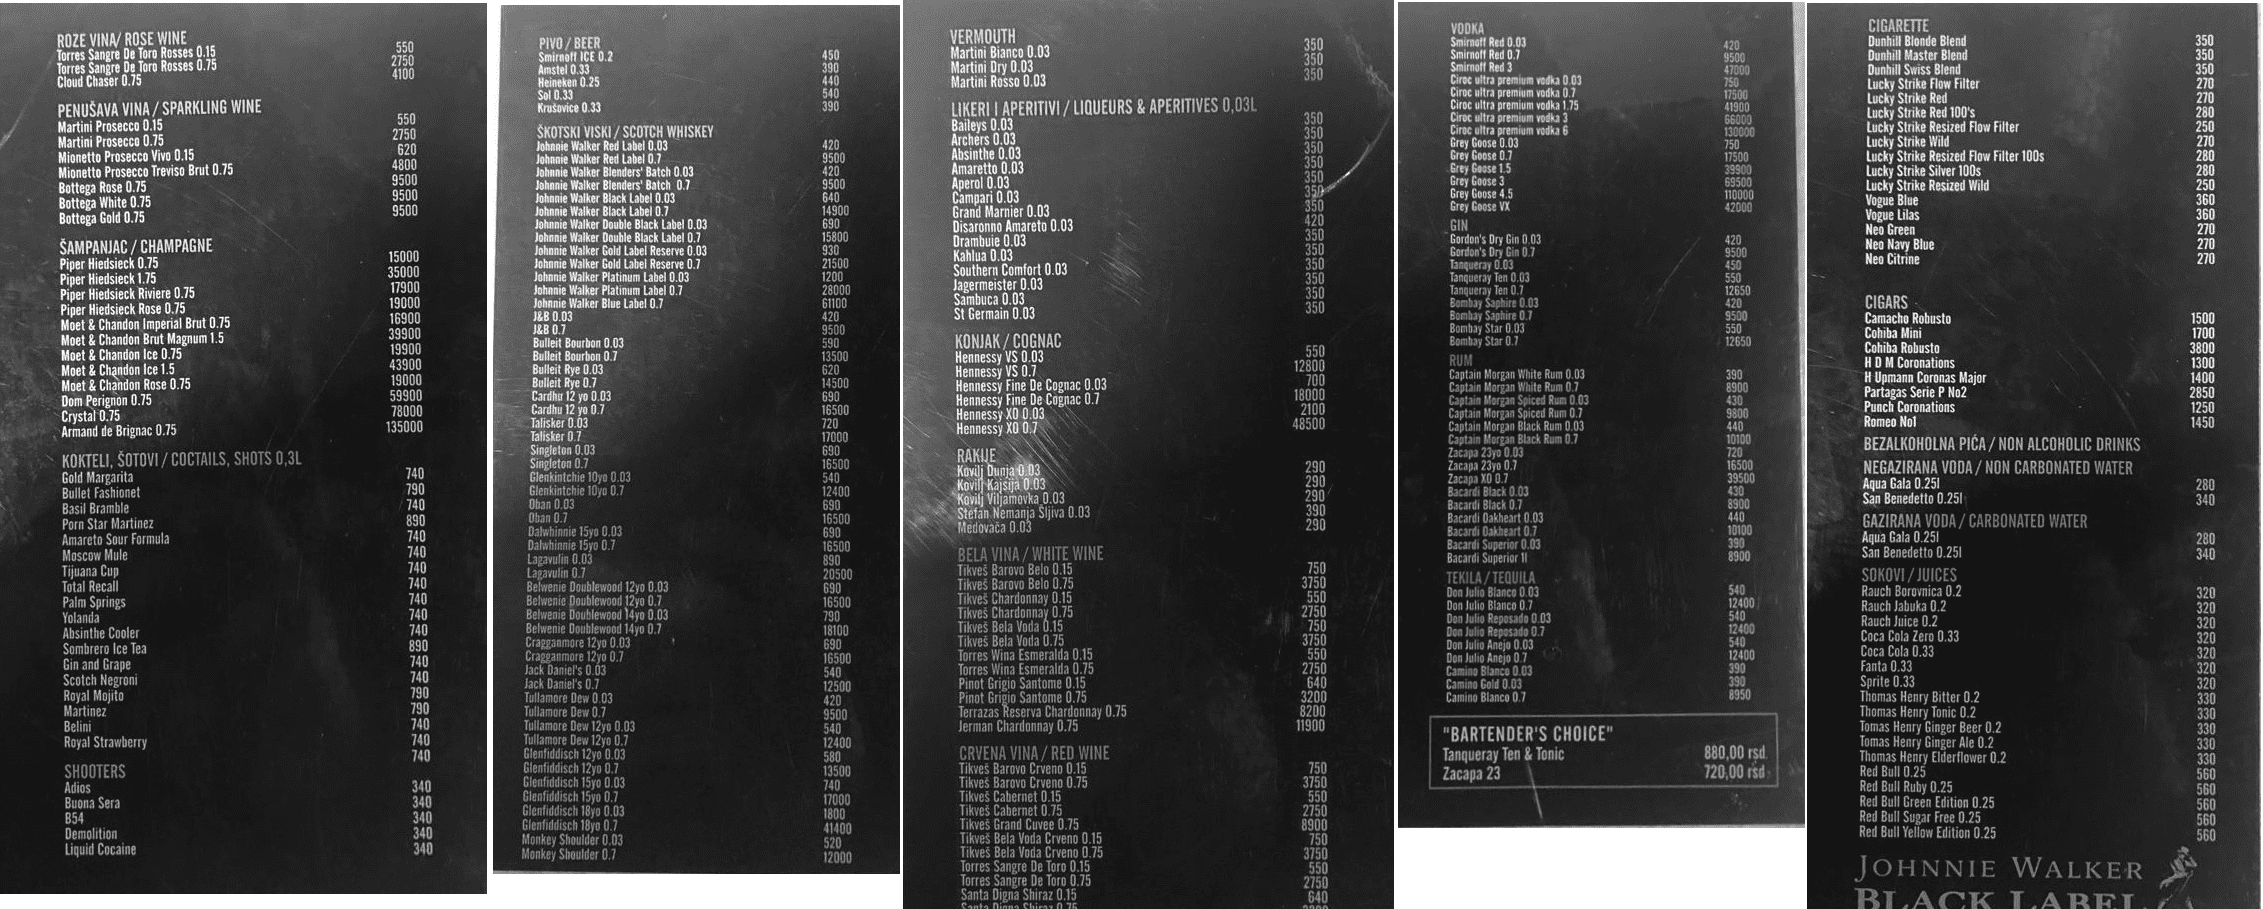 ROZE VINA/ ROSE WINE
Torres Sangre De Toro Rosses 0.15 550
Torres Sangre De Toro Rosses 0.75 2750
Cloud Chaser 0.75 4100
PENUŠAVA VINA / SPARKLING WINE
Martini Prosecco 0.15 550
Martini Prosecco 0.75 2750
Mionetto Prosecco Vivo 0.15 620
Mionetto Prosecco Treviso Brut 0.75 4800
Bottega Rose 0.75 9500
Bottega White 0.75 9500
Bottega Gold 0.75 9500
ŠAMPANJAC / CHAMPAGNE
Piper Hiedsieck 0.75 15000
Piper Hiedsieck 1.75 35000
Piper Hiedsieck Riviere 0.75 17900
Piper Hiedsieck Rose 0.75 19000
Moet & Chandon Imperial Brut 0.75 16900
Moet & Chandon Brut Magnum 1.5 39900
Moet & Chandon Ice 0.75 19900
Moet & Chandon Ice 1.5 43900
Moet & Chandon Rose 0.75 19000
Dom Perignon 0.75 59900
Crystal 0.75 78000
Armand de Brignac 0.75 135000
KOKTELI, ŠOTOVI / COCTAILS, SHOTS 0,3L
Gold Margarita 740
Bullet Fashionet 790
Basil Bramble 740
Porn Star Martinez 890
Amareto Sour Formula 740
Moscow Mule 740
Tijuana Cup 740
Total Recall 740
Palm Springs 740
Yolanda 740
Absinthe Cooler 740
Sombrero Ice Tea 890
Gin and Grape 740
Scotch Negroni 740
Royal Mojito 790
Martinez 790
Belini 740
Royal Strawberry 740
740
SHOOTERS
Adios 340
Buona Sera 340
B54 340
Demolition 340
Liquid Cocaine 340
PIVO / BEER
Smirnoff ICE 0.2 450
Amstel 0.33 390
Heineken 0.25 440
Sol 0.33 540
Krušovice 0.33 390
ŠKOTSKI VISKI / SCOTCH WHISKEY
Johnnie Walker Red Label 0.03 420
Johnnie Walker Red Label 0.7 9500
Johnnie Walker Blenders' Batch 0.03 420
Johnnie Walker Blenders' Batch 0.7 9500
Johnnie Walker Black Label 0.03 640
Johnnie Walker Black Label 0.7 14900
Johnnie Walker Double Black Label 0.03 690
Johnnie Walker Double Black Label 0.7 15800
Johnnie Walker Gold Label Reserve 0.03 930
Johnnie Walker Gold Label Reserve 0.7 21500
Johnnie Walker Platinum Label 0.03 1200
Johnnie Walker Platinum Label 0.7 28000
Johnnie Walker Blue Label 0.7 61100
J&B 0.03 420
J&B 0.7 9500
Bulleit Bourbon 0.03 590
Bulleit Bourbon 0.7 13500
Bulleit Rye 0.03 620
Bulleit Rye 0.7 14500
Cardhu 12 yo 0.03 690
Cardhu 12 yo 0.7 16500
Talisker 0.03 720
Talisker 0.7 17000
Singleton 0.03 690
Singleton 0.7 16500
Glenkintchie 10yo 0.03 540
Glenkintchie 10yo 0.7 12400
Oban 0.03 690
Oban 0.7 16500
Dalwhinnie 15yo 0.03 690
Dalwhinnie 15yo 0.7 16500
Lagavulin 0.03 890
Lagavulin 0.7 20500
Belwenie Doublewood 12yo 0.03 690
Belwenie Doublewood 12yo 0.7 16500
Belwenie Doublewood 14yo 0.03 790
Belwenie Doublewood 14yo 0.7 18100
Cragganmore 12yo 0.03 690
Cragganmore 12yo 0.7 16500
Jack Daniel's 0.03 540
Jack Daniel's 0.7 12500
Tullamore Dew 0.03 420
Tullamore Dew 0.7 9500
Tullamore Dew 12yo 0.03 540
Tullamore Dew 12yo 0.7 12400
Glenfiddisch 12yo 0.03 580
Glenfiddisch 12yo 0.7 13500
Glenfiddisch 15yo 0.03 740
Glenfiddisch 15yo 0.7 17000
Glenfiddisch 18yo 0.03 1800
Glenfiddisch 18yo 0.7 41400
Monkey Shoulder 0.03 520
Monkey Shoulder 0.7 12000
VERMOUTH
Martini Bianco 0.03 350
Martini Dry 0.03 350
Martini Rosso 0.03 350
LIKERI I APERITIVI / LIQUEURS & APERITIVES 0,03L
Baileys 0.03 350
Archers 0.03 350
Absinthe 0.03 350
Amaretto 0.03 350
Aperol 0.03 350
Campari 0.03 350
Grand Marnier 0.03 350
Disaronno Amareto 0.03 420
Drambuie 0.03 350
Kahlua 0.03 350
Southern Comfort 0.03 350
Jagermeister 0.03 350
Sambuca 0.03 350
St Germain 0.03 350
KONJAK / COGNAC
Hennessy VS 0.03 550
Hennessy VS 0.7 12800
Hennessy Fine De Cognac 0.03 700
Hennessy Fine De Cognac 0.7 18000
Hennessy XO 0.03 2100
Hennessy XO 0.7 48500
RAKIJE
Kovilj Dunja 0.03 290
Kovilj Kajsija 0.03 290
Kovilj Viljamovka 0.03 290
Stefan Nemanja Šljiva 0.03 390
Medovača 0.03 290
BELA VINA / WHITE WINE
Tikveš Barovo Belo 0.15 750
Tikveš Barovo Belo 0.75 3750
Tikveš Chardonnay 0.15 550
Tikveš Chardonnay 0.75 2750
Tikveš Bela Voda 0.15 750
Tikveš Bela Voda 0.75 3750
Torres Wina Esmeralda 0.15 550
Torres Wina Esmeralda 0.75 2750
Pinot Grigio Santome 0.15 640
Pinot Grigio Santome 0.75 3200
Terrazas Reserva Chardonnay 0.75 8200
Jerman Chardonnay 0.75 11900
CRVENA VINA / RED WINE
Tikveš Barovo Crveno 0.15 750
Tikveš Barovo Crveno 0.75 3750
Tikveš Cabernet 0.15 550
Tikveš Cabernet 0.75 2750
Tikveš Grand Cuvee 0.75 8900
Tikveš Bela Voda Crveno 0.15 750
Tikveš Bela Voda Crveno 0.75 3750
Torres Sangre De Toro 0.15 550
Torres Sangre De Toro 0.75 2750
Santa Digna Shiraz 0.15 640
Santa Digna Shiraz 0.75
VODKA
Smirnoff Red 0.03 420
Smirnoff Red 0.7 9500
Smirnoff Red 3 47000
Ciroc ultra premium vodka 0.03 750
Ciroc ultra premium vodka 0.7 17500
Ciroc ultra premium vodka 1.75 41900
Ciroc ultra premium vodka 3 66000
Ciroc ultra premium vodka 6 130000
Grey Goose 0.03 750
Grey Goose 0.7 17500
Grey Goose 1.5 39900
Grey Goose 3 69500
Grey Goose 4.5 110000
Grey Goose VX 42000
GIN
Gordon's Dry Gin 0.03 420
Gordon's Dry Gin 0.7 9500
Tanqueray 0.03 450
Tanqueray Ten 0.03 550
Tanqueray Ten 0.7 12650
Bombay Saphire 0.03 420
Bombay Saphire 0.7 9500
Bombay Star 0.03 550
Bombay Star 0.7 12650
RUM
Captain Morgan White Rum 0.03 390
Captain Morgan White Rum 0.7 8900
Captain Morgan Spiced Rum 0.03 430
Captain Morgan Spiced Rum 0.7 9800
Captain Morgan Black Rum 0.03 440
Captain Morgan Black Rum 0.7 10100
Zacapa 23yo 0.03 720
Zacapa 23yo 0.7 16500
Zacapa XO 0.7 39500
Bacardi Black 0.03 430
Bacardi Black 0.7 8900
Bacardi Oakheart 0.03 440
Bacardi Oakheart 0.7 10100
Bacardi Superior 0.03 390
Bacardi Superior 1l 8900
TEKILA / TEQUILA
Don Julio Blanco 0.03 540
Don Julio Blanco 0.7 12400
Don Julio Reposado 0.03 540
Don Julio Reposado 0.7 12400
Don Julio Anejo 0.03 540
Don Julio Anejo 0.7 12400
Camino Blanco 0.03 390
Camino Gold 0.03 390
Camino Blanco 0.7 8950
"BARTENDER'S CHOICE"
Tanqueray Ten & Tonic 880,00 rsd.
Zacapa 23 720,00 rsd.
CIGARETTE
Dunhill Blonde Blend 350
Dunhill Master Blend 350
Dunhill Swiss Blend 350
Lucky Strike Flow Filter 270
Lucky Strike Red 270
Lucky Strike Red 100's 280
Lucky Strike Resized Flow Filter 250
Lucky Strike Wild 270
Lucky Strike Resized Flow Filter 100s 280
Lucky Strike Silver 100s 280
Lucky Strike Resized Wild 250
Vogue Blue 360
Vogue Lilas 360
Neo Green 270
Neo Navy Blue 270
Neo Citrine 270
CIGARS
Camacho Robusto 1500
Cohiba Mini 1700
Cohiba Robusto 3800
H D M Coronations 1300
H Upmann Coronas Major 1400
Partagas Serie P No2 2850
Punch Coronations 1250
Romeo No1 1450
BEZALKOHOLNA PIĆA / NON ALCOHOLIC DRINKS
NEGAZIRANA VODA / NON CARBONATED WATER
Aqua Gala 0.25l 280
San Benedetto 0.25l 340
GAZIRANA VODA / CARBONATED WATER
Aqua Gala 0.25l 280
San Benedetto 0.25l 340
SOKOVI / JUICES
Rauch Borovnica 0.2 320
Rauch Jabuka 0.2 320
Rauch Juice 0.2 320
Coca Cola Zero 0.33 320
Coca Cola 0.33 320
Fanta 0.33 320
Sprite 0.33 320
Thomas Henry Bitter 0.2 330
Thomas Henry Tonic 0.2 330
Tomas Henry Ginger Beer 0.2 330
Tomas Henry Ginger Ale 0.2 330
Thomas Henry Elderflower 0.2 330
Red Bull 0.25 560
Red Bull Ruby 0.25 560
Red Bull Green Edition 0.25 560
Red Bull Sugar Free 0.25 560
Red Bull Yellow Edition 0.25 560
JOHNNIE WALKER
BLACK LABEL